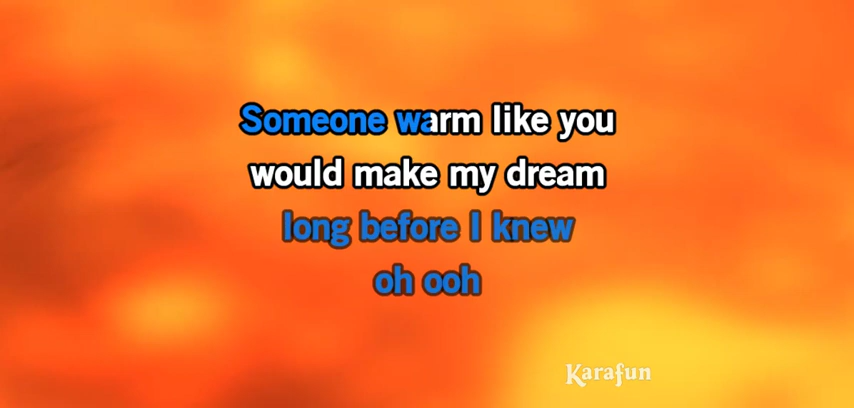 Someone warm like you
would make my dream
long before I knew
oh ooh
Karafun